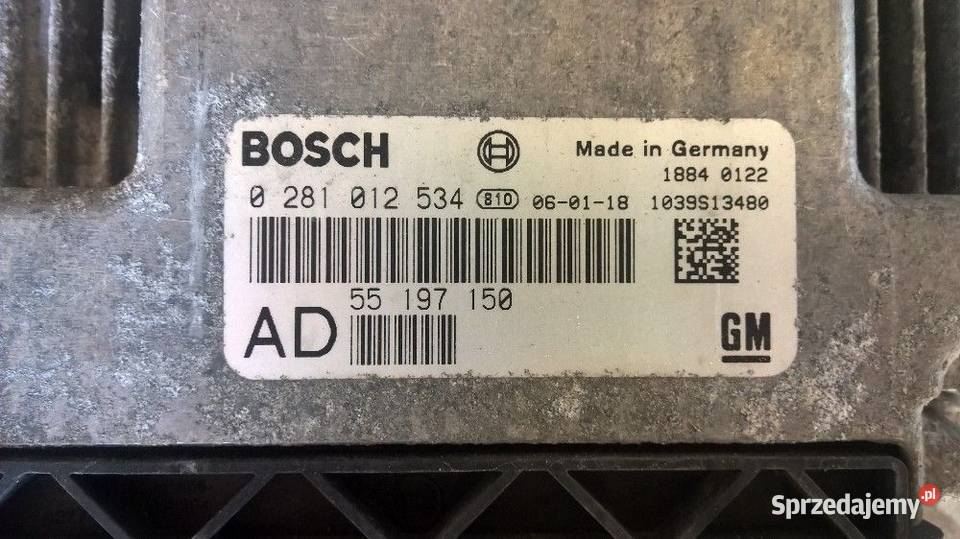 BOSCH Made in Germany
1884 0122
0 281 012 534 810 06-01-18 1039S13480
55 197 150
AD
GM
Sprzedajemy.pl